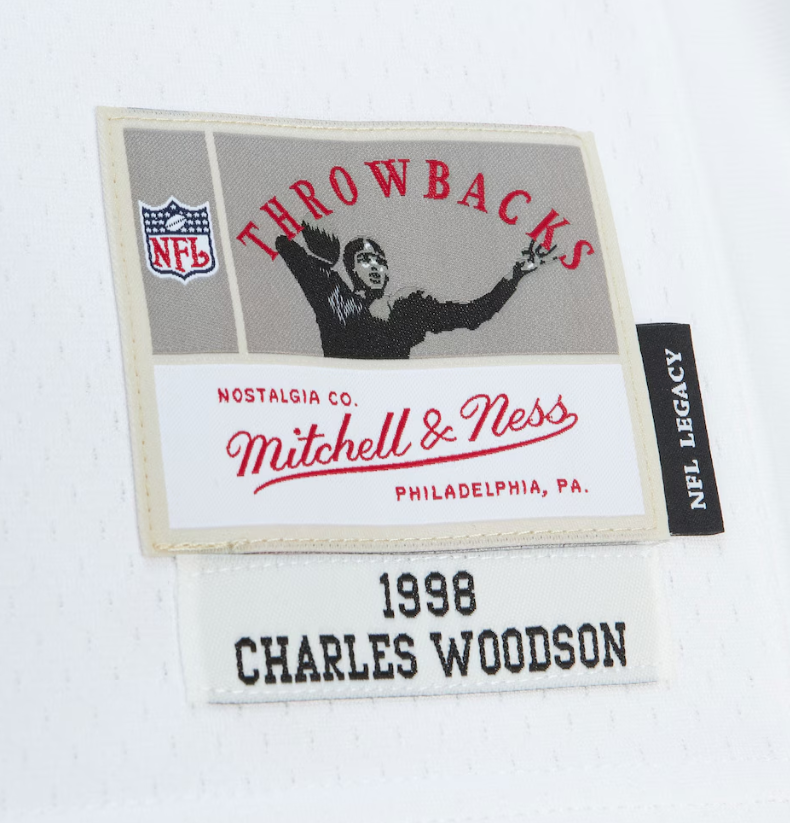 THROWBACKS
NFL
NOSTALGIA CO.
Mitchell & Ness
PHILADELPHIA, PA.
NFL LEGACY
1998
CHARLES WOODSON